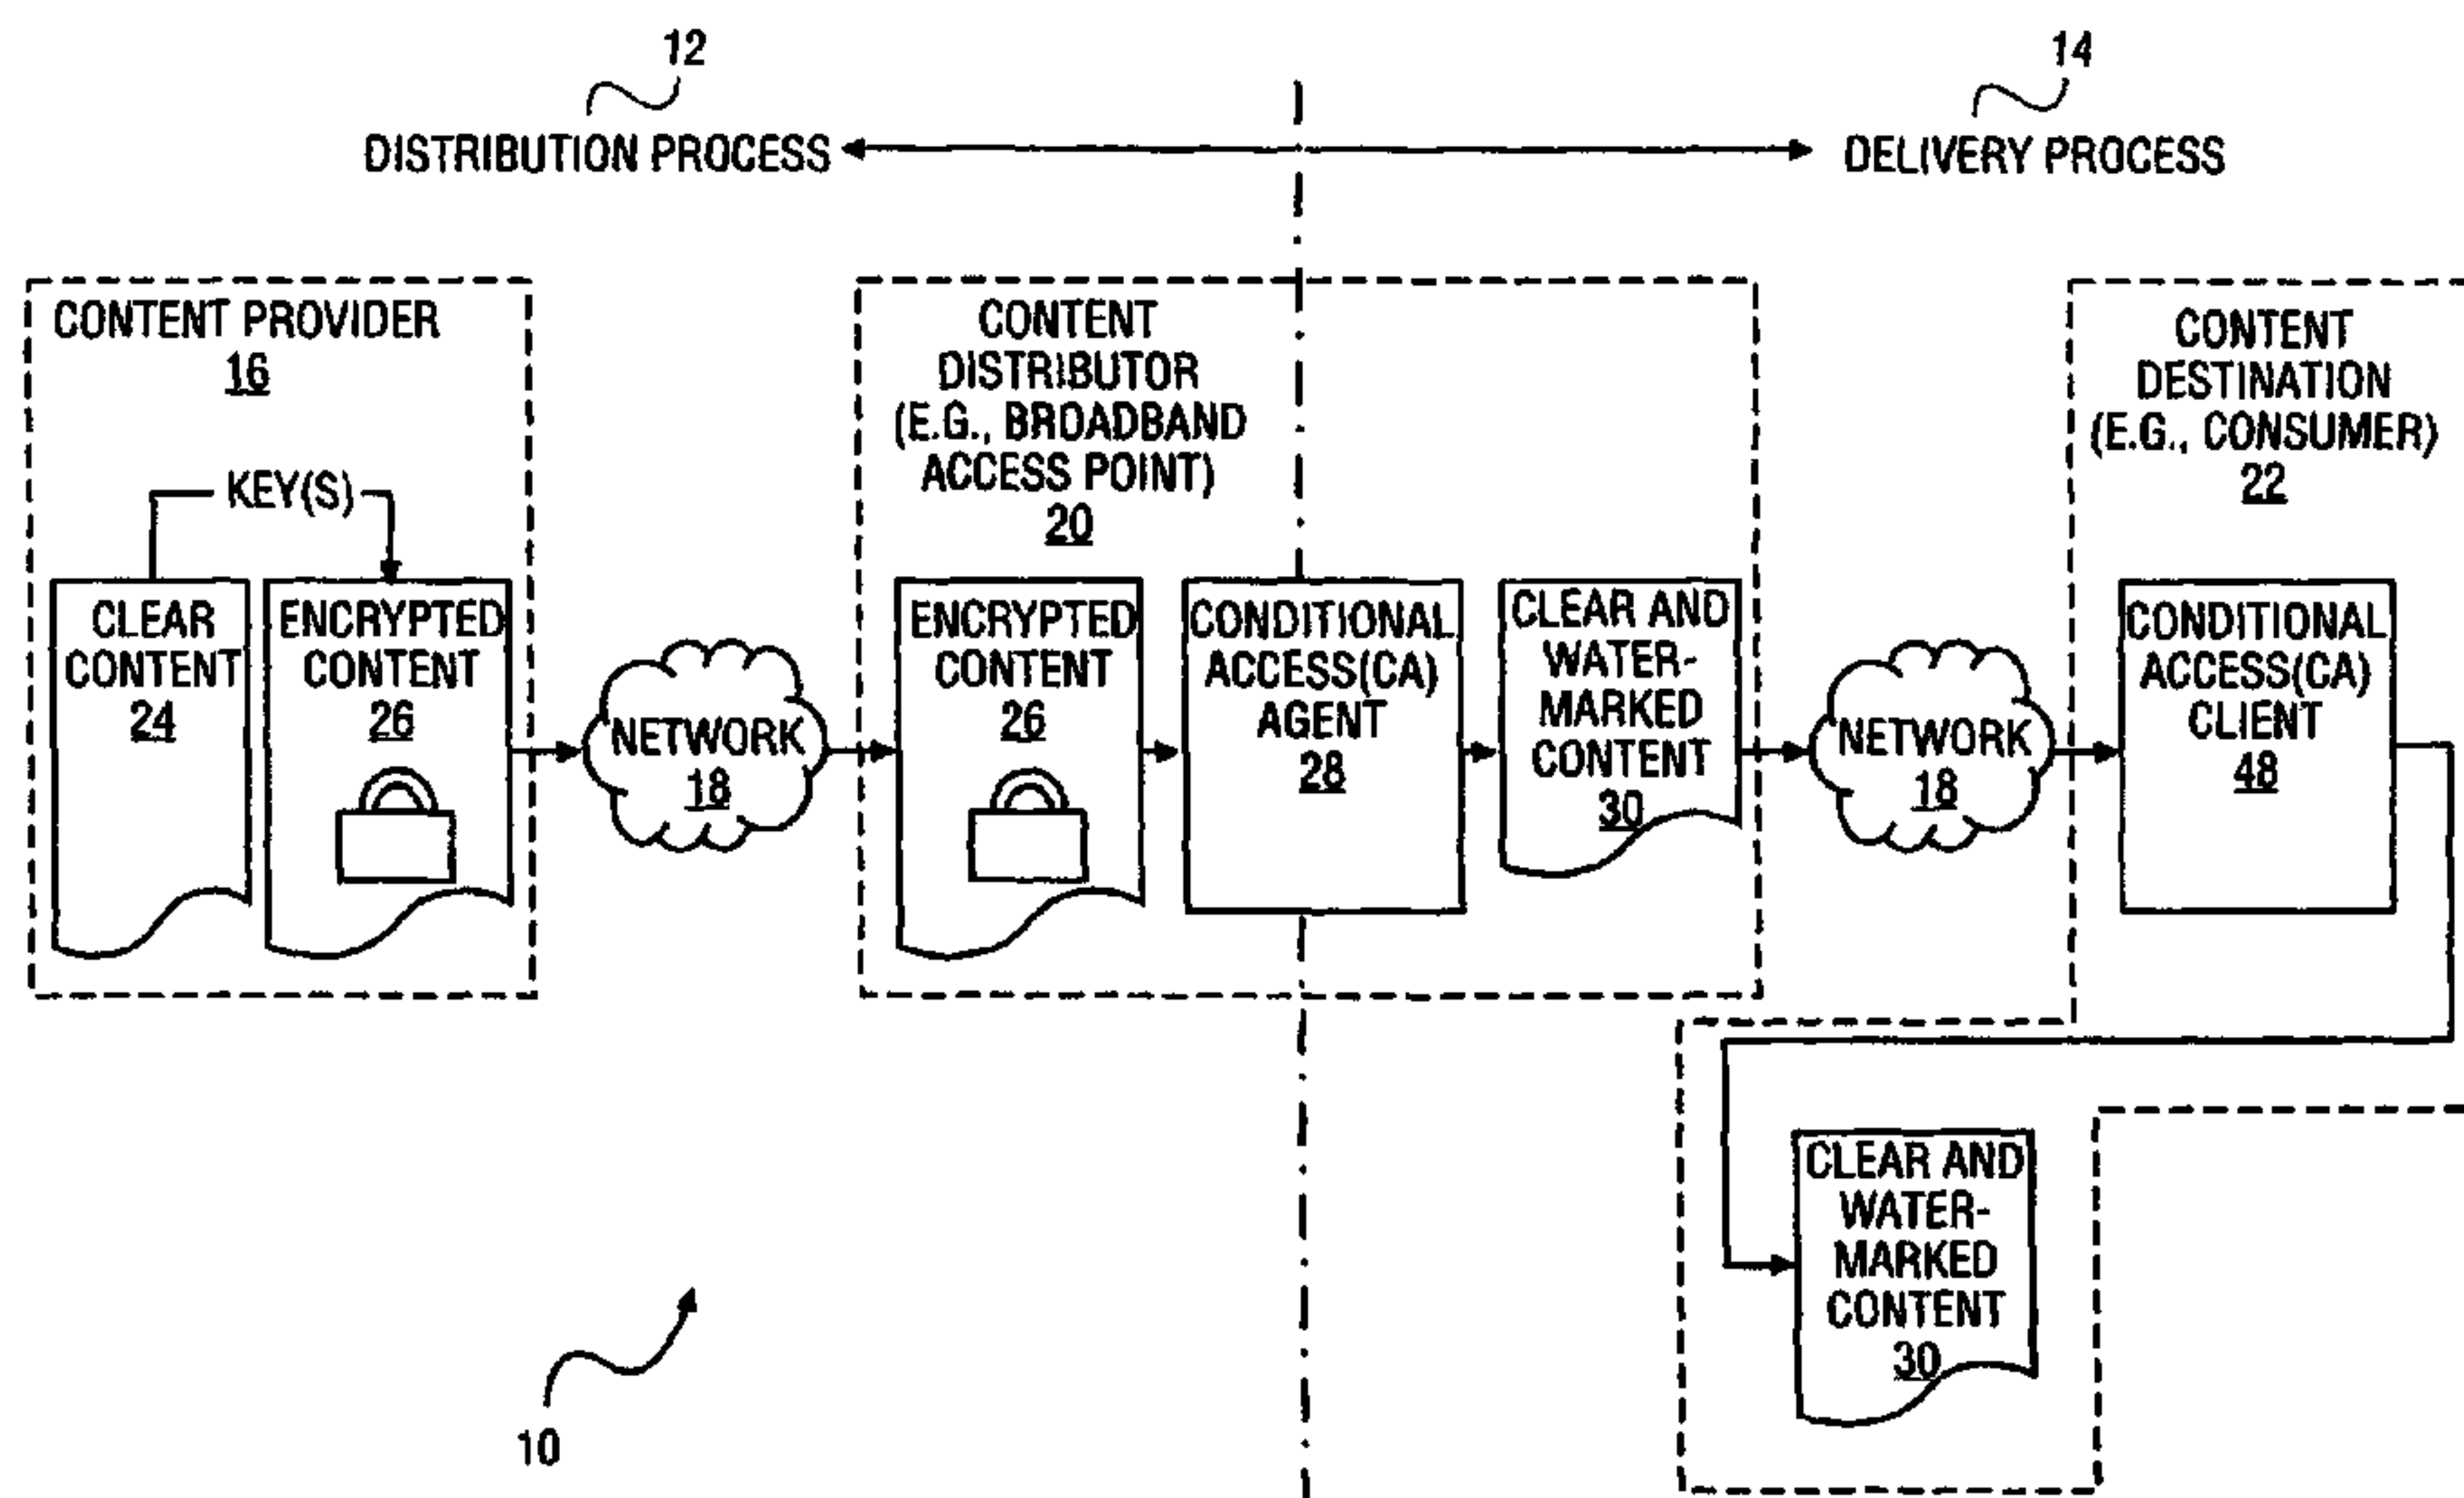 12
14
DISTRIBUTION PROCESS
DELIVERY PROCESS
CONTENT PROVIDER
16
KEY(S)
CLEAR
CONTENT
24
ENCRYPTED
CONTENT
26
NETWORK
18
CONTENT
DISTRIBUTOR
(E.G., BROADBAND
ACCESS POINT)
20
ENCRYPTED
CONTENT
26
CONDITIONAL
ACCESS(CA)
AGENT
28
CLEAR AND
WATER-
MARKED
CONTENT
30
NETWORK
18
CONTENT
DESTINATION
(E.G., CONSUMER)
22
CONDITIONAL
ACCESS(CA)
CLIENT
48
CLEAR AND
WATER-
MARKED
CONTENT
30
10